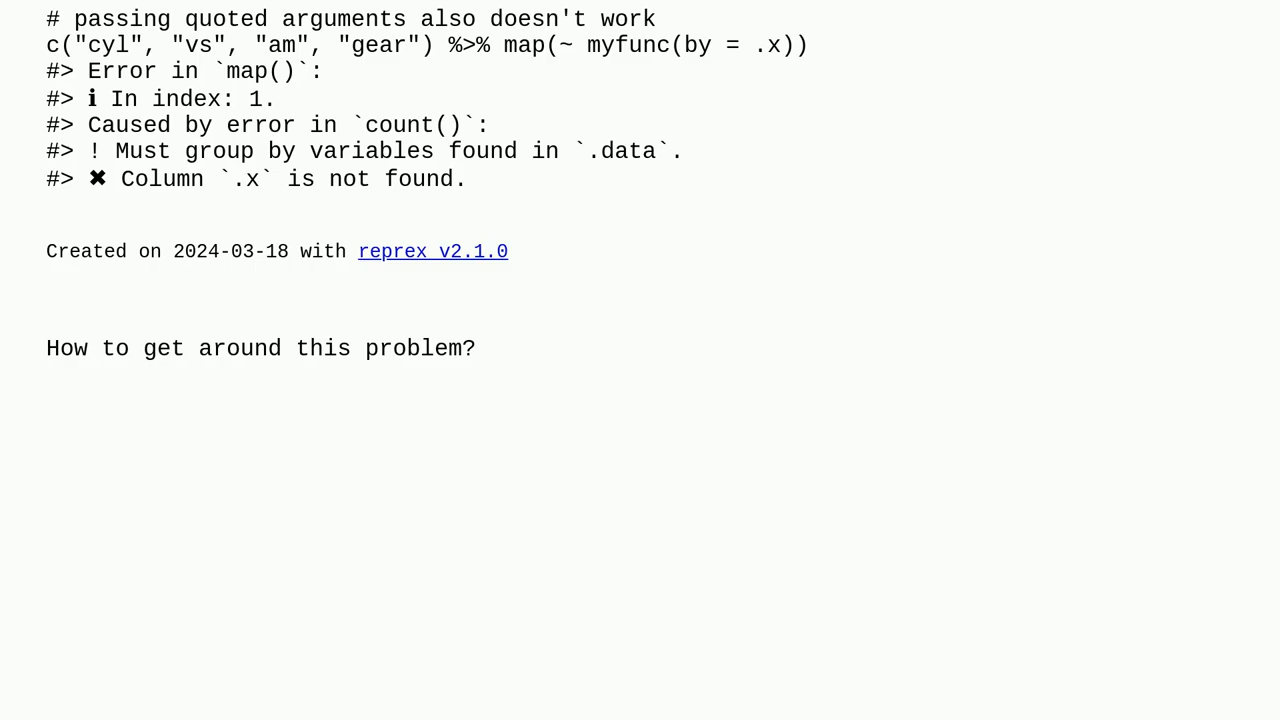 # passing quoted arguments also doesn't work
c("cyl", "vs", "am", "gear") %>% map(~ myfunc(by = .x))
#> Error in `map()`:
#> ℹ In index: 1.
#> Caused by error in `count()`:
#> ! Must group by variables found in `.data`.
#> ✖ Column `.x` is not found.
Created on 2024-03-18 with reprex v2.1.0
How to get around this problem?